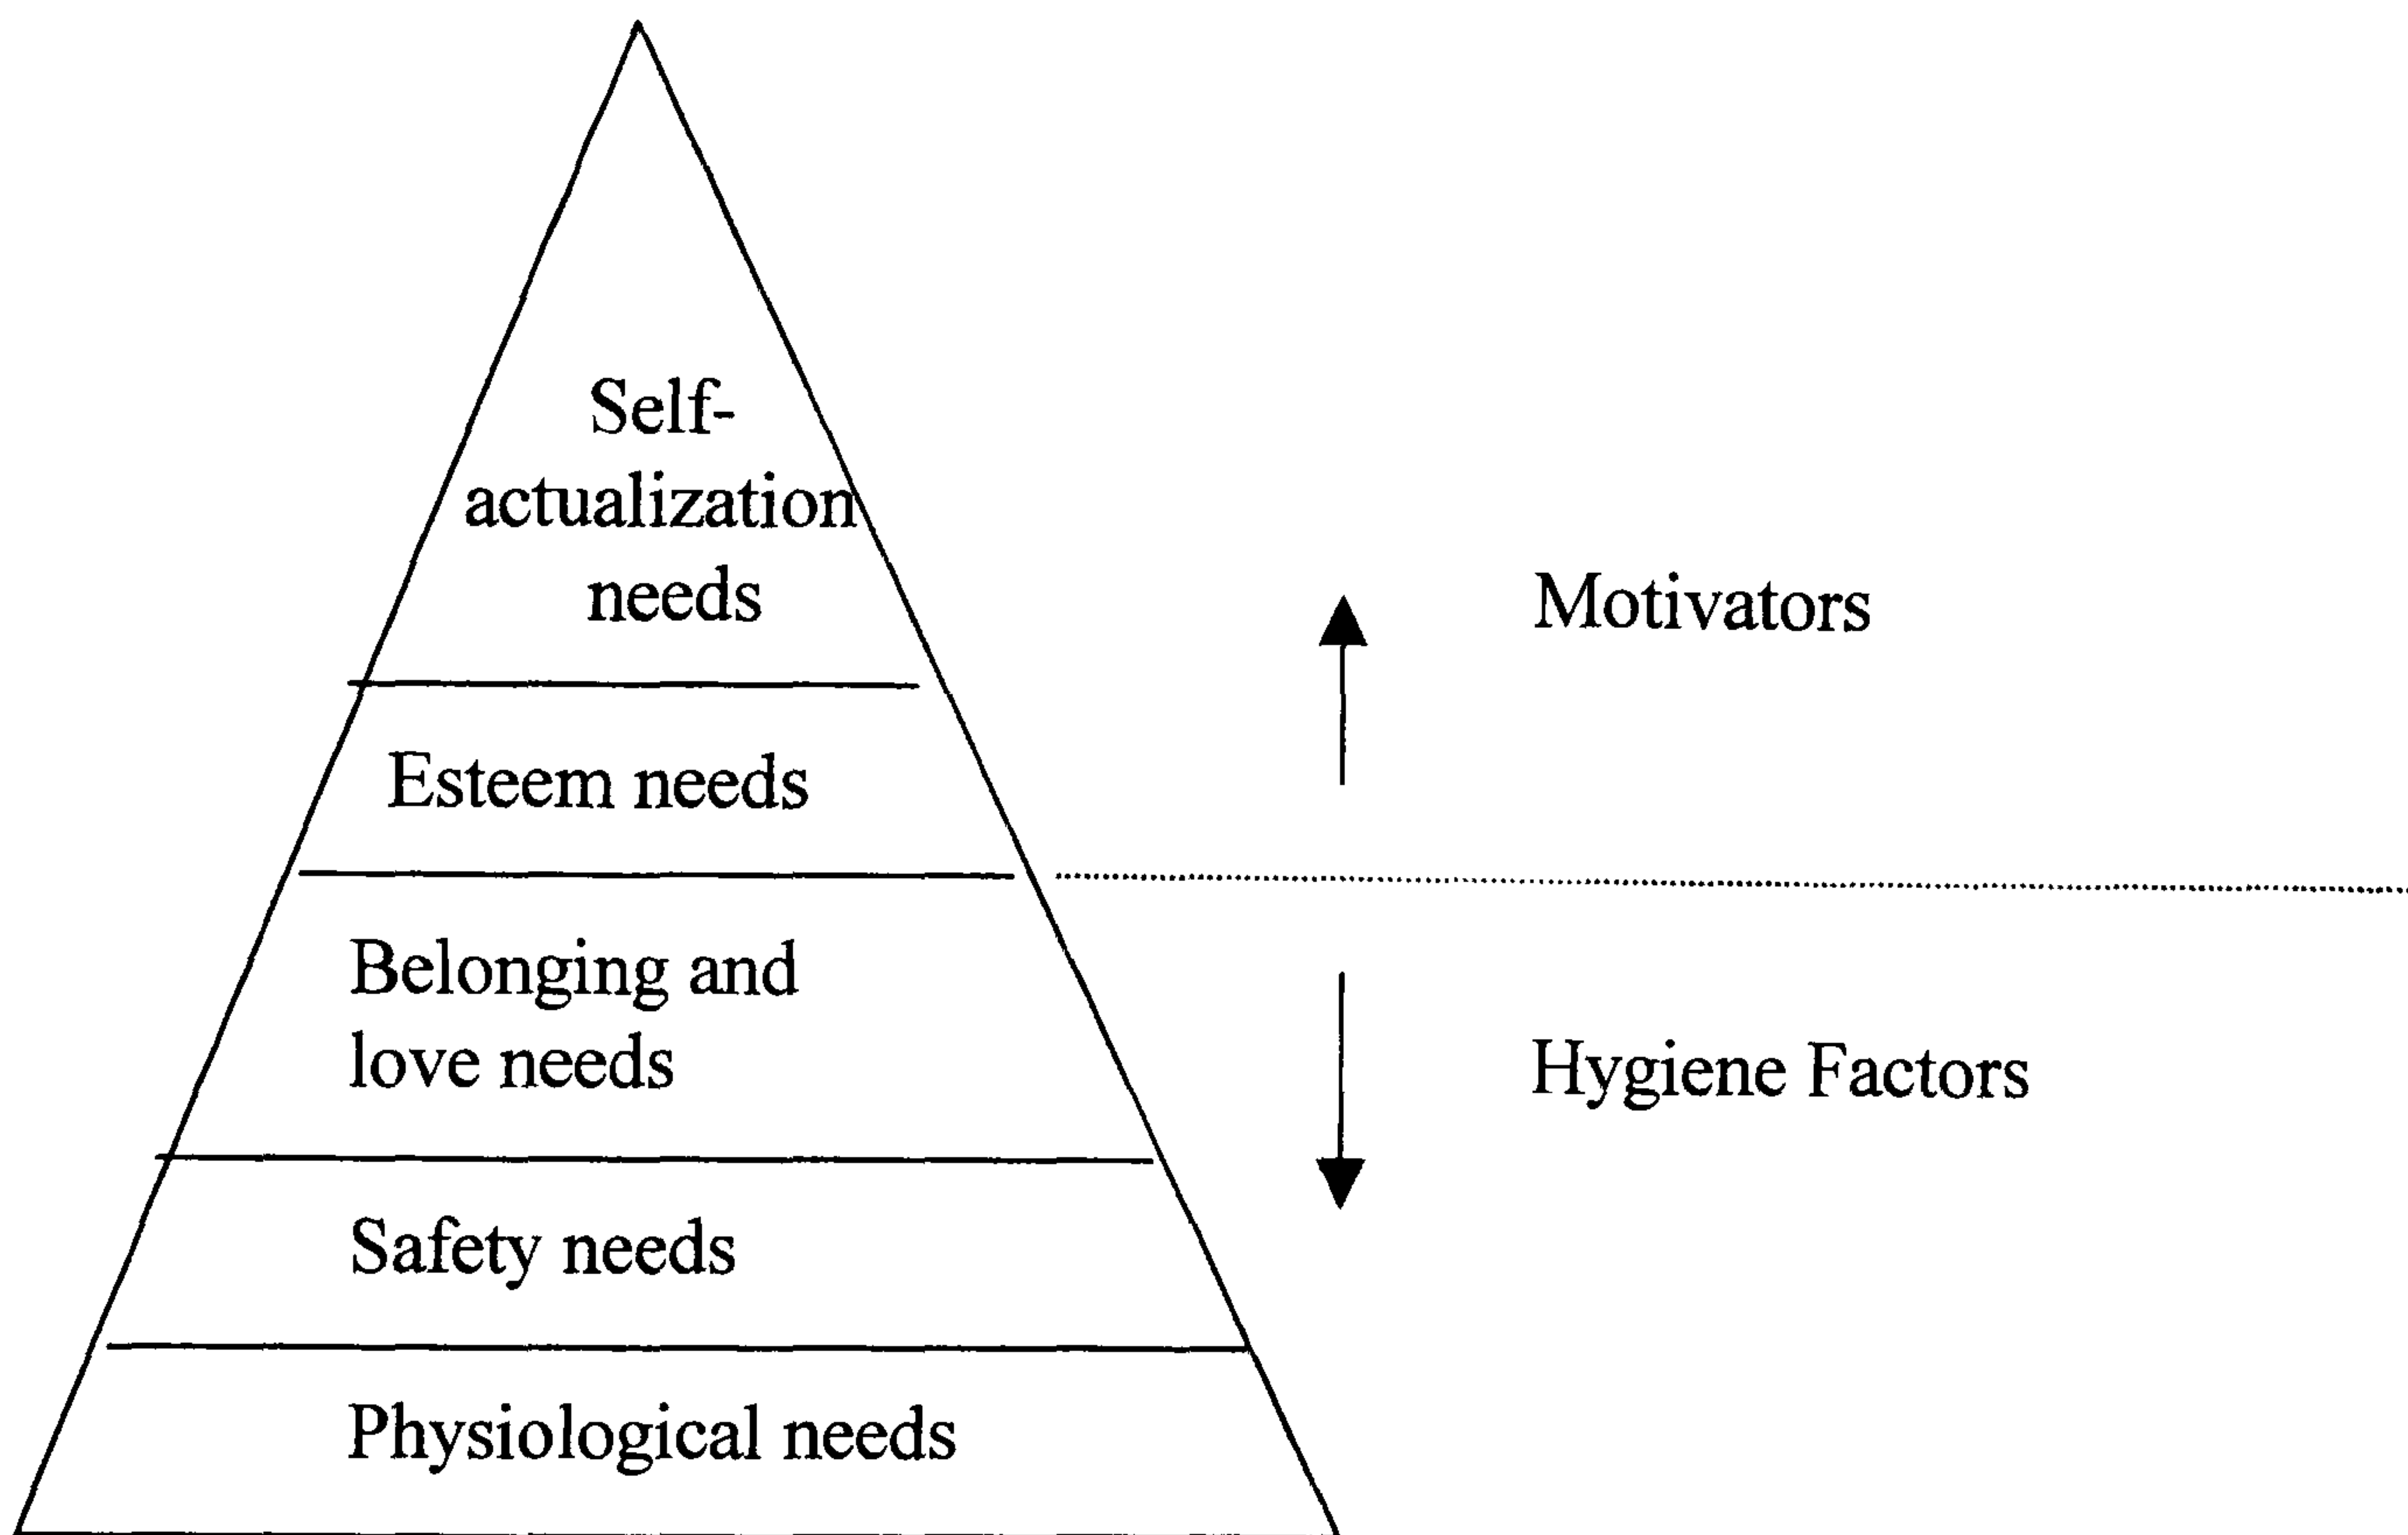 Self-
actualization
needs
Motivators
Esteem needs
Belonging and
love needs
Hygiene Factors
Safety needs
Physiological needs